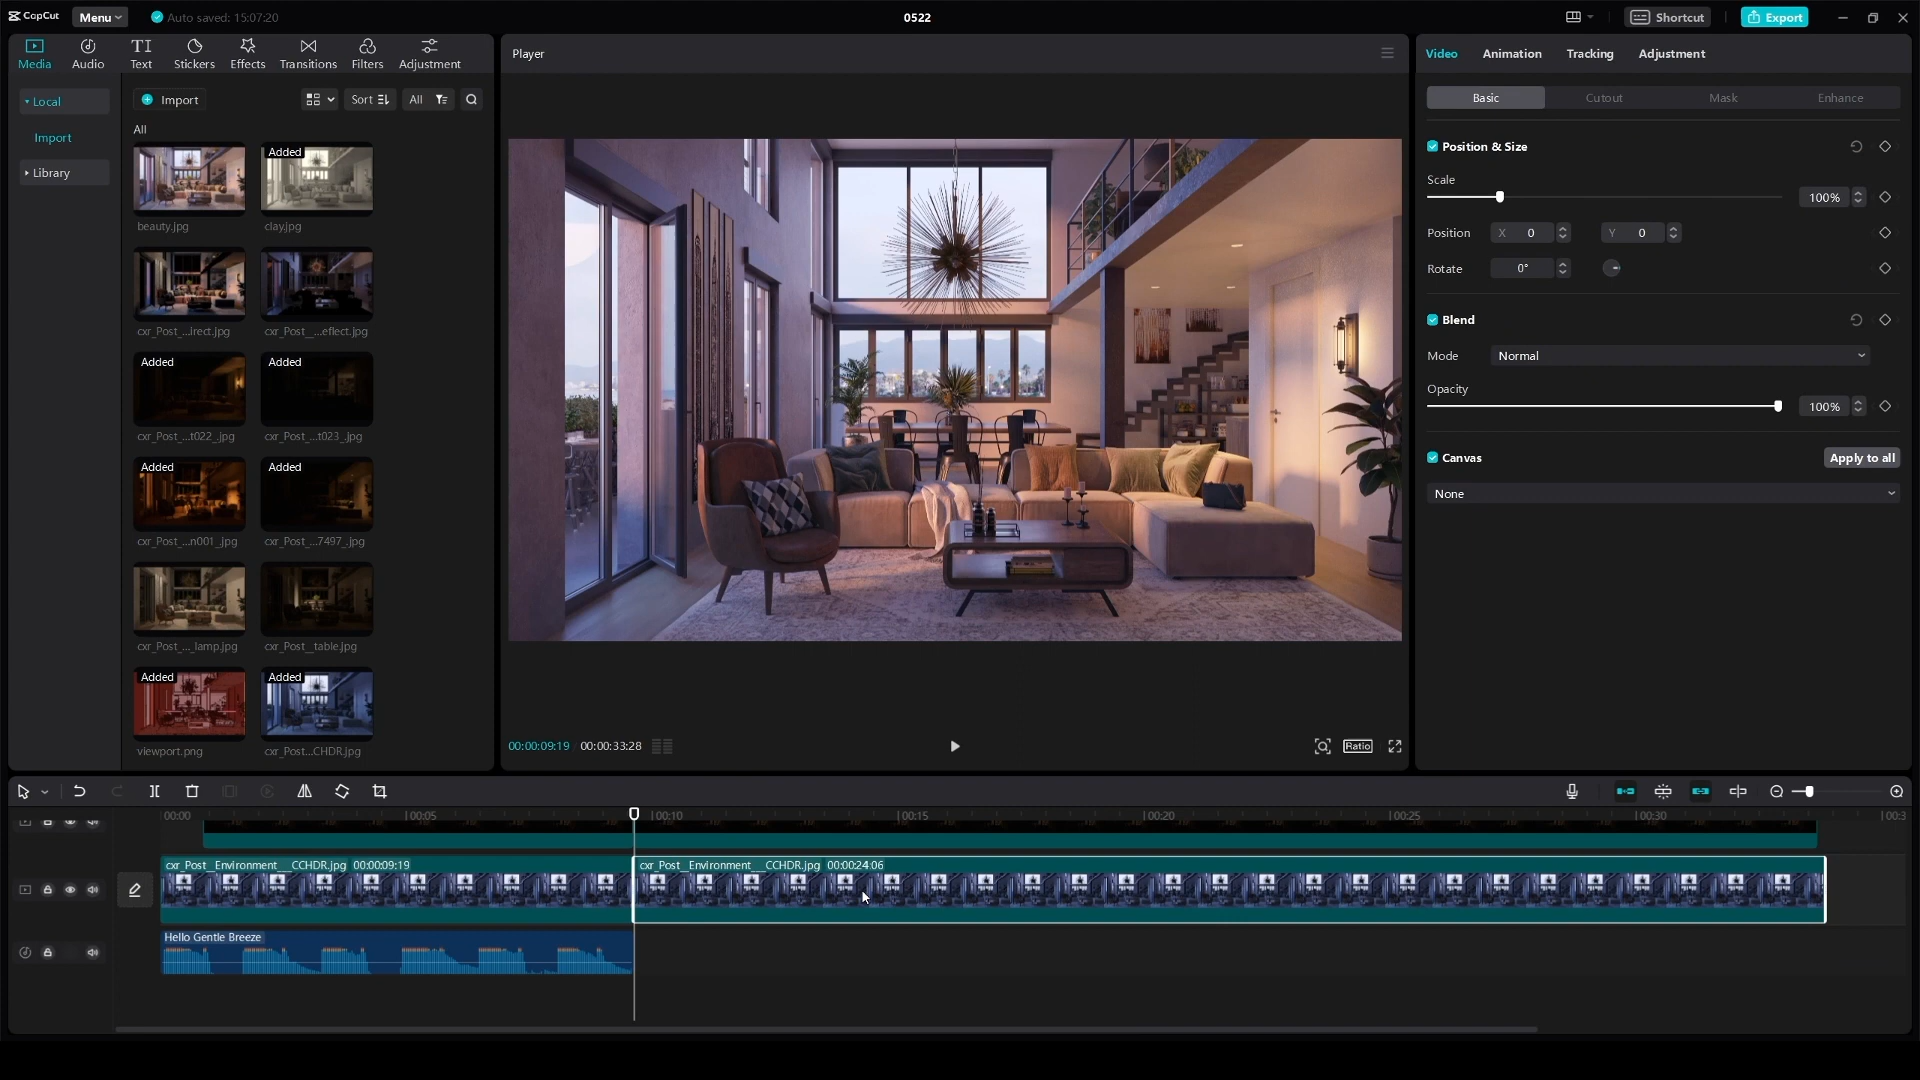 CapCut
Menu
Auto saved: 15:07:20
0522
Shortcut
Export
Media
Audio
TI
Text
Stickers
Effects
Transitions
Filters
Adjustment
Local
Import
Library
Import
Sort
All
All
beauty.jpg
Added
clay.jpg
cxr_Post_...irect.jpg
cxr_Post_...eflect.jpg
Added
cxr_Post_...t022_.jpg
Added
cxr_Post_...t023_.jpg
Added
cxr_Post_...n001_.jpg
Added
cxr_Post_...7497_.jpg
cxr_Post_..._lamp.jpg
cxr_Post__table.jpg
Added
viewport.png
Added
cxr_Post...CHDR.jpg
Player
00:00:09:19
00:00:33:28
Ratio
Video
Animation
Tracking
Adjustment
Basic
Cutout
Mask
Enhance
Position & Size
Scale
100%
Position
X 0
Y 0
Rotate
0°
Blend
Mode
Normal
Opacity
100%
Canvas
Apply to all
None
00:00
00:05
00:10
00:15
00:20
00:25
00:30
00:3
cxr_Post__Environment___CCHDR.jpg 00:00:09:19
cxr_Post__Environment___CCHDR.jpg 00:00:24:06
Hello Gentle Breeze